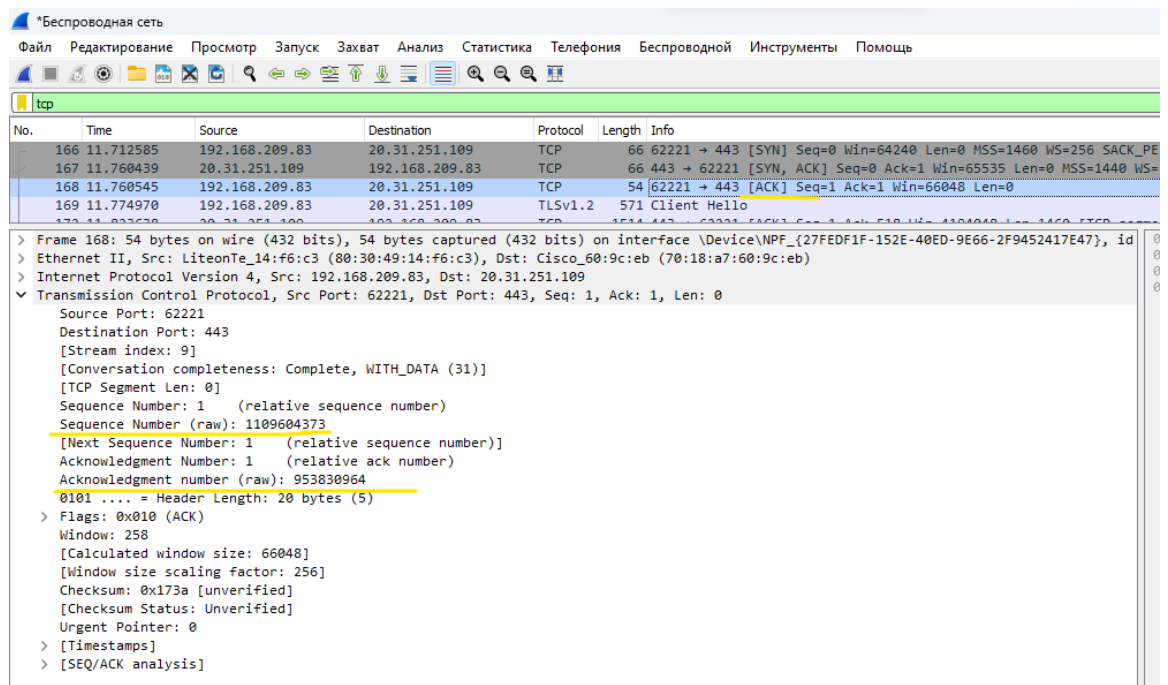 *Беспроводная сеть
Файл Редактирование Просмотр Запуск Захват Анализ Статистика Телефония Беспроводной Инструменты Помощь
tcp
No. Time Source Destination Protocol Length Info
166 11.712585 192.168.209.83 20.31.251.109 TCP 66 62221 → 443 [SYN] Seq=0 Win=64240 Len=0 MSS=1460 WS=256 SACK_PE
167 11.760439 20.31.251.109 192.168.209.83 TCP 66 443 → 62221 [SYN, ACK] Seq=0 Ack=1 Win=65535 Len=0 MSS=1440 WS=
168 11.760545 192.168.209.83 20.31.251.109 TCP 54 62221 → 443 [ACK] Seq=1 Ack=1 Win=66048 Len=0
169 11.774970 192.168.209.83 20.31.251.109 TLSv1.2 571 Client Hello
Frame 168: 54 bytes on wire (432 bits), 54 bytes captured (432 bits) on interface \Device\NPF_{27FEDF1F-152E-40ED-9E66-2F9452417E47}, id
Ethernet II, Src: LiteonTe_14:f6:c3 (80:30:49:14:f6:c3), Dst: Cisco_60:9c:eb (70:18:a7:60:9c:eb)
Internet Protocol Version 4, Src: 192.168.209.83, Dst: 20.31.251.109
Transmission Control Protocol, Src Port: 62221, Dst Port: 443, Seq: 1, Ack: 1, Len: 0
Source Port: 62221
Destination Port: 443
[Stream index: 9]
[Conversation completeness: Complete, WITH_DATA (31)]
[TCP Segment Len: 0]
Sequence Number: 1 (relative sequence number)
Sequence Number (raw): 1109604373
[Next Sequence Number: 1 (relative sequence number)]
Acknowledgment Number: 1 (relative ack number)
Acknowledgment number (raw): 953830964
0101 .... = Header Length: 20 bytes (5)
Flags: 0x010 (ACK)
Window: 258
[Calculated window size: 66048]
[Window size scaling factor: 256]
Checksum: 0x173a [unverified]
[Checksum Status: Unverified]
Urgent Pointer: 0
[Timestamps]
[SEQ/ACK analysis]